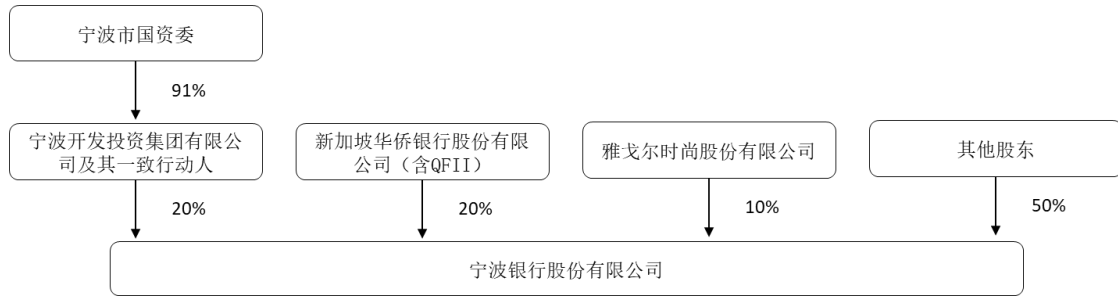 宁波市国资委
91%
宁波开发投资集团有限公
司及其一致行动人
新加坡华侨银行股份有限
公司（含QFII）
雅戈尔时尚股份有限公司
其他股东
20%
20%
10%
50%
宁波银行股份有限公司